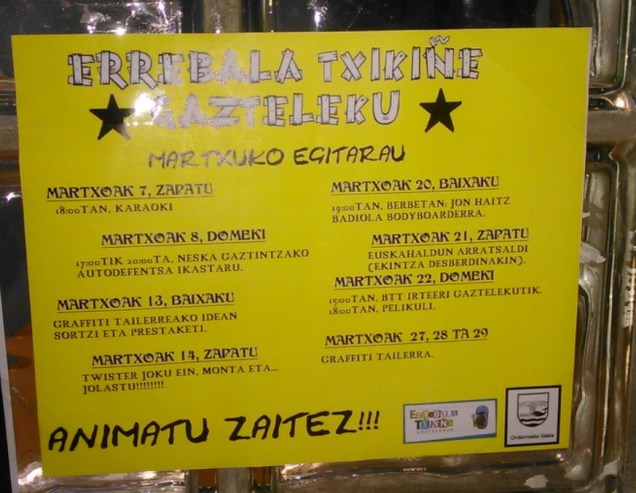 ERREBALA TXIKIÑE
GAZTELEKU
MARTXUKO EGITARAU
MARTXOAK 7, ZAPATU
18:00TAN, KARAOKI
MARTXOAK 8, DOMEKI
17:00TIK 20:00TA, NESKA GAZTINTZAKO
AUTODEFENTSA IKASTARU.
MARTXOAK 13, BAIXAKU
GRAFFITI TAILERREAKO IDEAN
SORTZI ETA PRESTAKETI.
MARTXOAK 14, ZAPATU
TWISTER JOKU EIN, MONTA ETA...
JOLASTU!!!!!!!!!
MARTXOAK 20, BAIXAKU
19:00TAN, BERBETAN: JON HAITZ
BADIOLA BODYBOARDERRA.
MARTXOAK 21, ZAPATU
EUSKAHALDUN ARRATSALDI
(EKINTZA DESBERDINAKIN).
MARTXOAK 22, DOMEKI
15:00TAN, BTT IRTEERI GAZTELEKUTIK.
18:00TAN, PELIKULI.
MARTXOAK 27, 28 TA 29
GRAFFITI TAILERRA.
ANIMATU ZAITEZ!!!
Ondarroako Udala